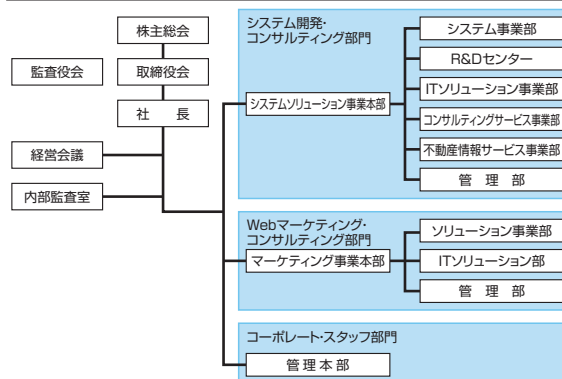 株主総会
監査役会
取締役会
社 長
経営会議
内部監査室
システム開発・
コンサルティング部門
システムソリューション事業本部
システム事業部
R&Dセンター
ITソリューション事業部
コンサルティングサービス事業部
不動産情報サービス事業部
管 理 部
Webマーケティング・
コンサルティング部門
マーケティング事業本部
ソリューション事業部
ITソリューション部
管 理 部
コーポレート・スタッフ部門
管理本部